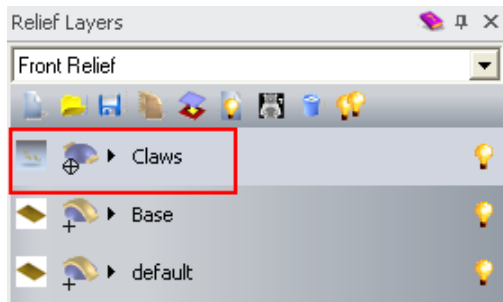 Relief Layers
Front Relief
Claws
Base
default